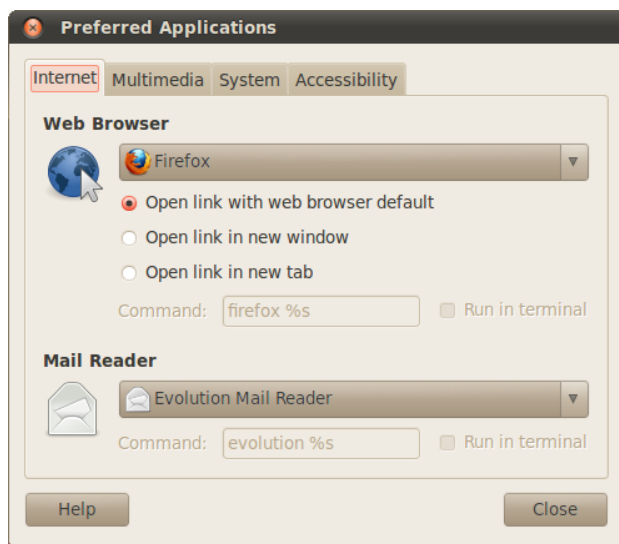 Preferred Applications
Internet Multimedia System Accessibility
Web Browser
Firefox
Open link with web browser default
Open link in new window
Open link in new tab
Command: firefox %s Run in terminal
Mail Reader
Evolution Mail Reader
Command: evolution %s Run in terminal
Help Close